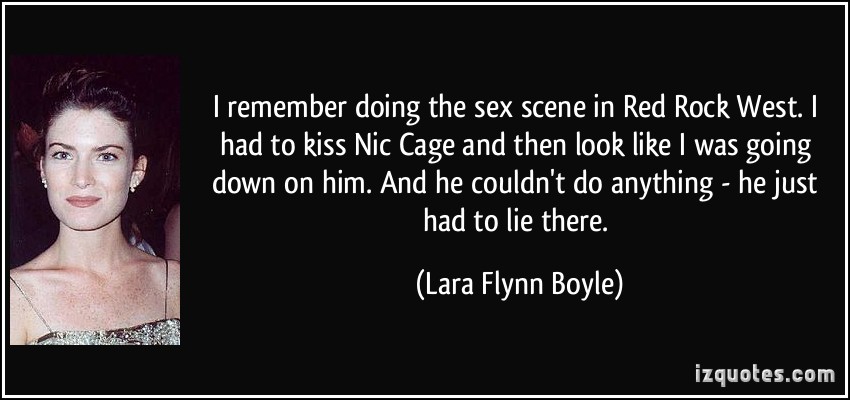 I remember doing the sex scene in Red Rock West. I
had to kiss Nic Cage and then look like I was going
down on him. And he couldn't do anything - he just
had to lie there.
(Lara Flynn Boyle)
izquotes.com